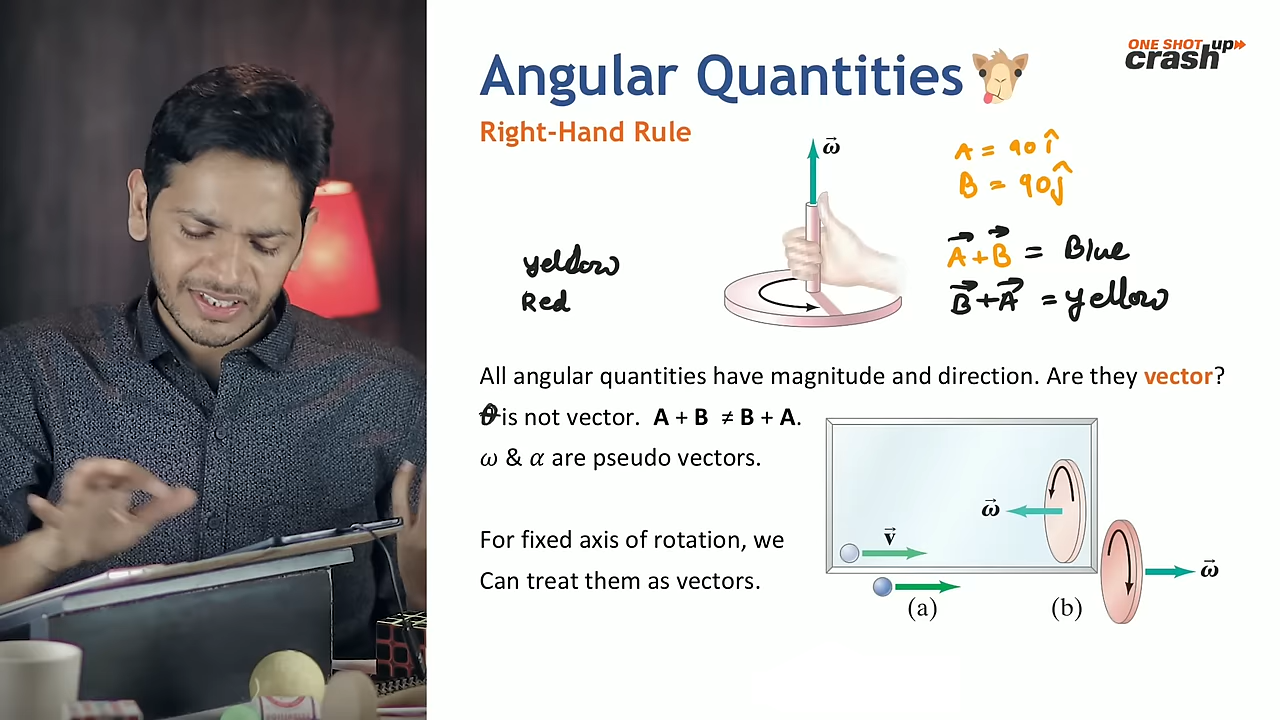 ONE SHOT up
crash
Angular Quantities
Right-Hand Rule
ω⃗
A = 90 î
B = 90 ĵ
yellow
Red
A⃗ + B⃗ = Blue
B⃗ + A⃗ = yellow
All angular quantities have magnitude and direction. Are they vector?
θ is not vector. A + B ≠ B + A.
ω & α are pseudo vectors.
ω⃗
For fixed axis of rotation, we
v⃗
Can treat them as vectors.
ω⃗
(a)
(b)